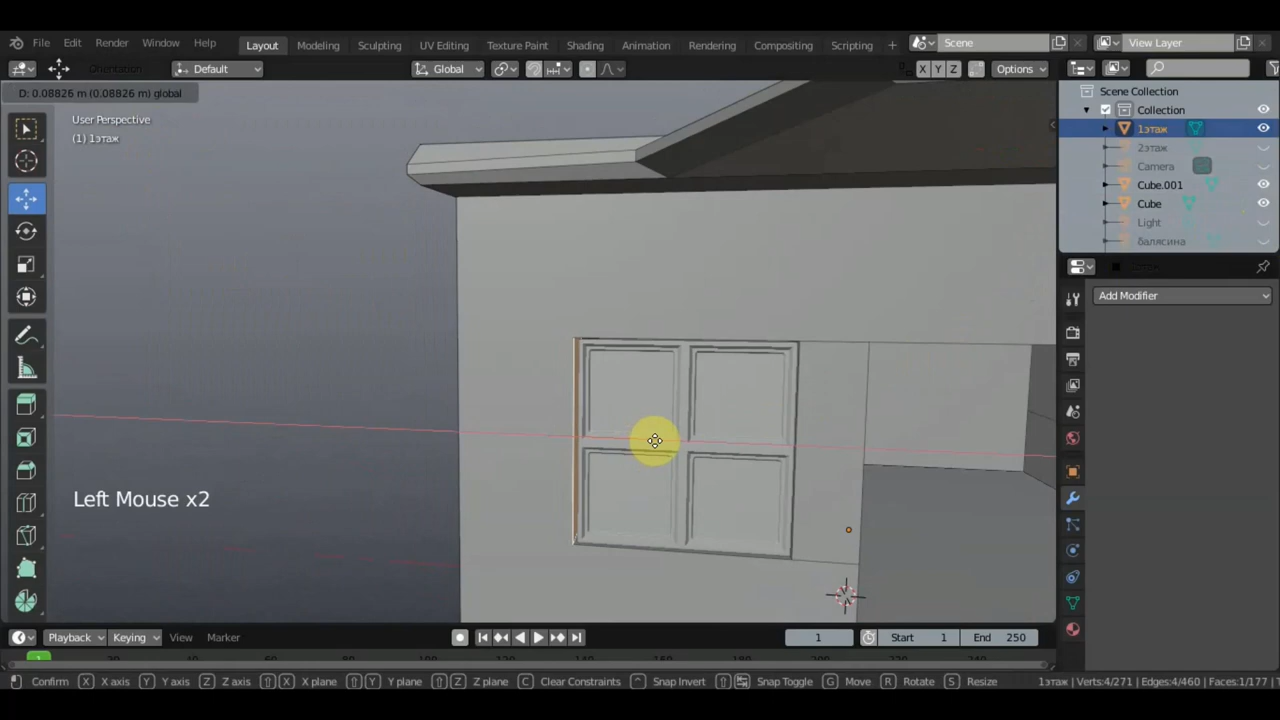 File Edit Render Window Help Layout Modeling Sculpting UV Editing Texture Paint Shading Animation Rendering Compositing Scripting + Scene View Layer
Orientation Default Global X Y Z Options
D: 0.08826 m (0.08826 m) global
User Perspective
(1) 1этаж
Scene Collection
Collection
1этаж
2этаж
Camera
Cube.001
Cube
Light
балясина
Add Modifier
Left Mouse x2
Playback Keying View Marker 1 Start 1 End 250
Confirm X X axis Y Y axis Z Z axis X X plane Y Y plane Z Z plane C Clear Constraints Snap Invert Snap Toggle G Move R Rotate S Resize 1этаж | Verts:4/271 | Edges:4/460 | Faces:1/177 | T